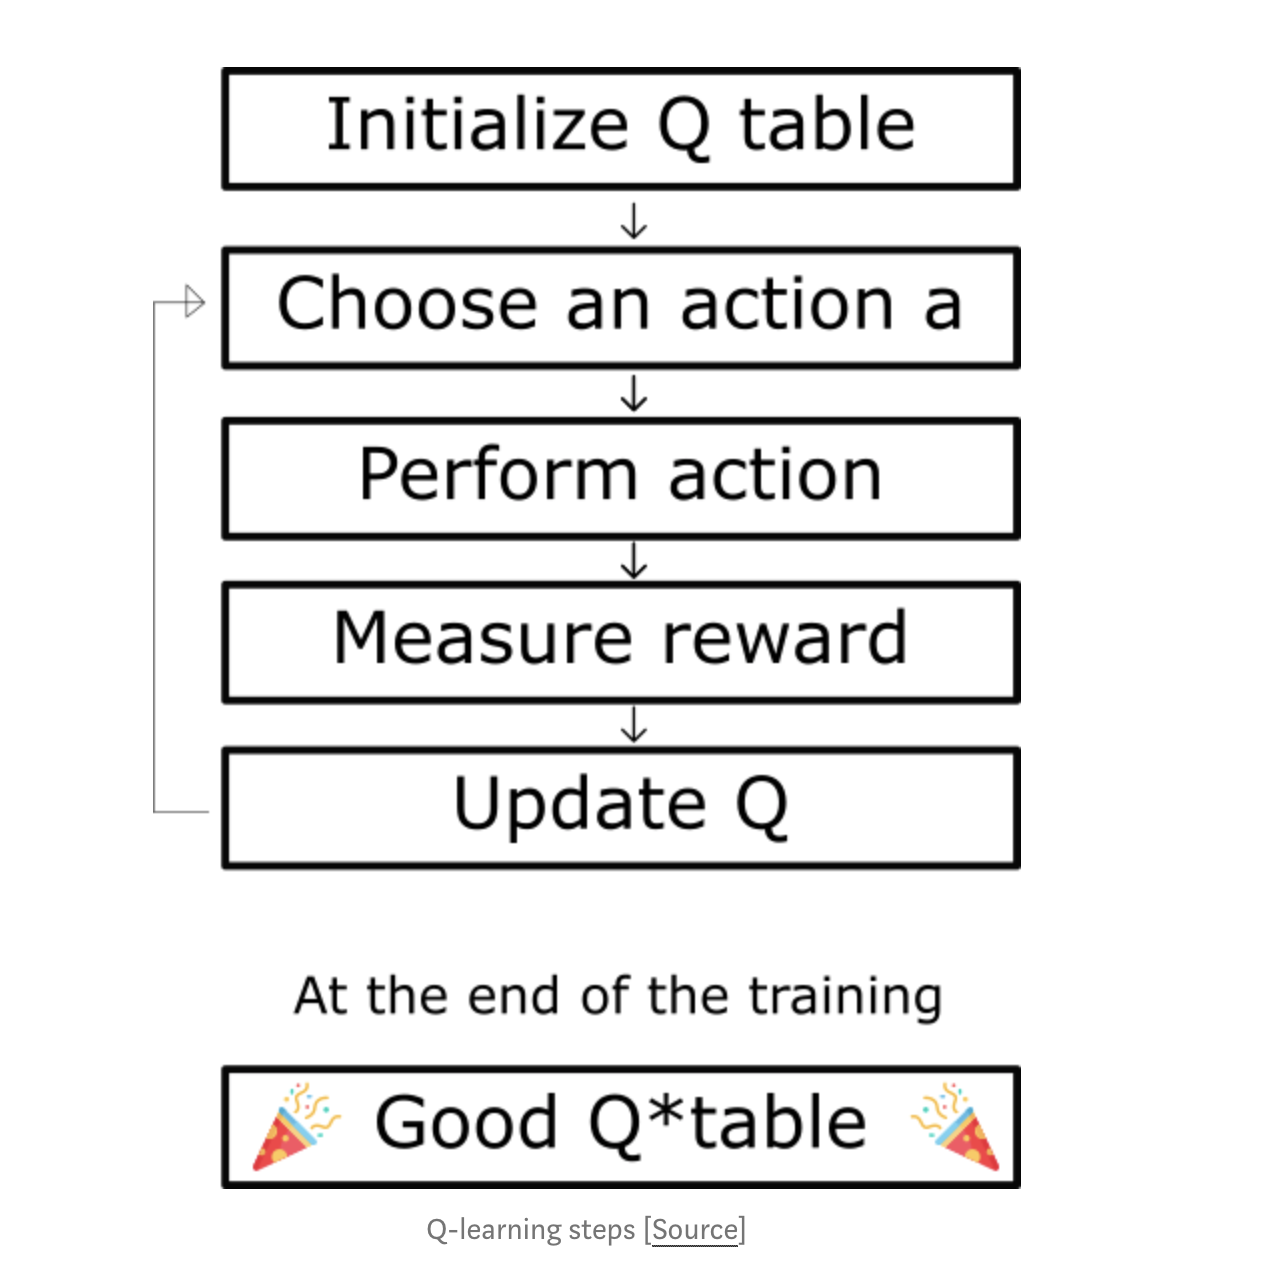 Initialize Q table
Choose an action a
Perform action
Measure reward
Update Q
At the end of the training
Good Q*table
Q-learning steps [Source]